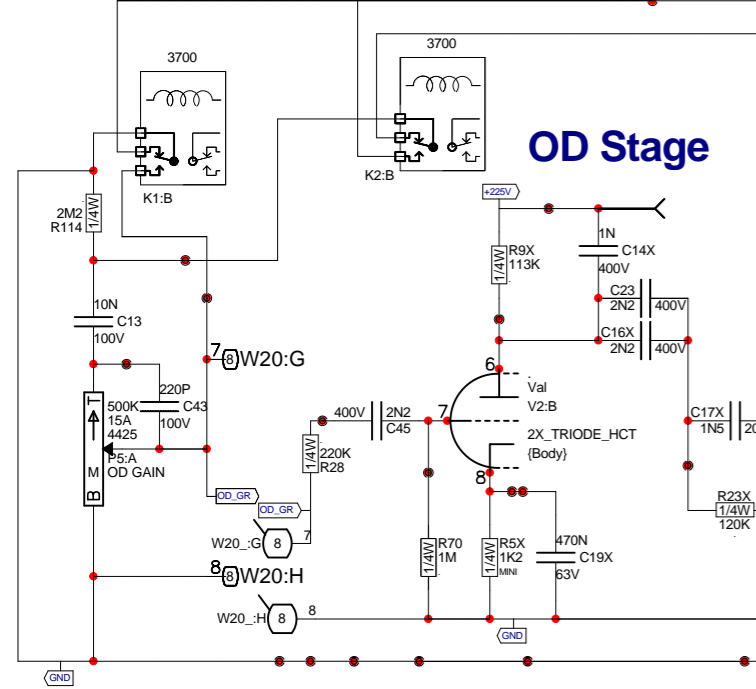 3700
3700
OD Stage
K1:B
K2:B
+225V
2M2
R114
1/4W
1N
C14X
400V
R9X
113K
1/4W
C23
2N2
400V
10N
C13
100V
C16X
2N2
400V
7
8
W20:G
6
Val
V2:B
220P
C43
100V
T
500K
15A
4425
P5:A
OD GAIN
M
B
400V
2N2
C45
7
C17X
1N5
20
2X_TRIODE_HCT
{Body}
220K
R28
1/4W
8
OD_GR
OD_GR
R23X
1/4W
120K
W20_:G
8
7
R70
1M
1/4W
R5X
1K2
MINI
1/4W
470N
C19X
63V
8
8
W20:H
W20_:H
8
8
GND
GND